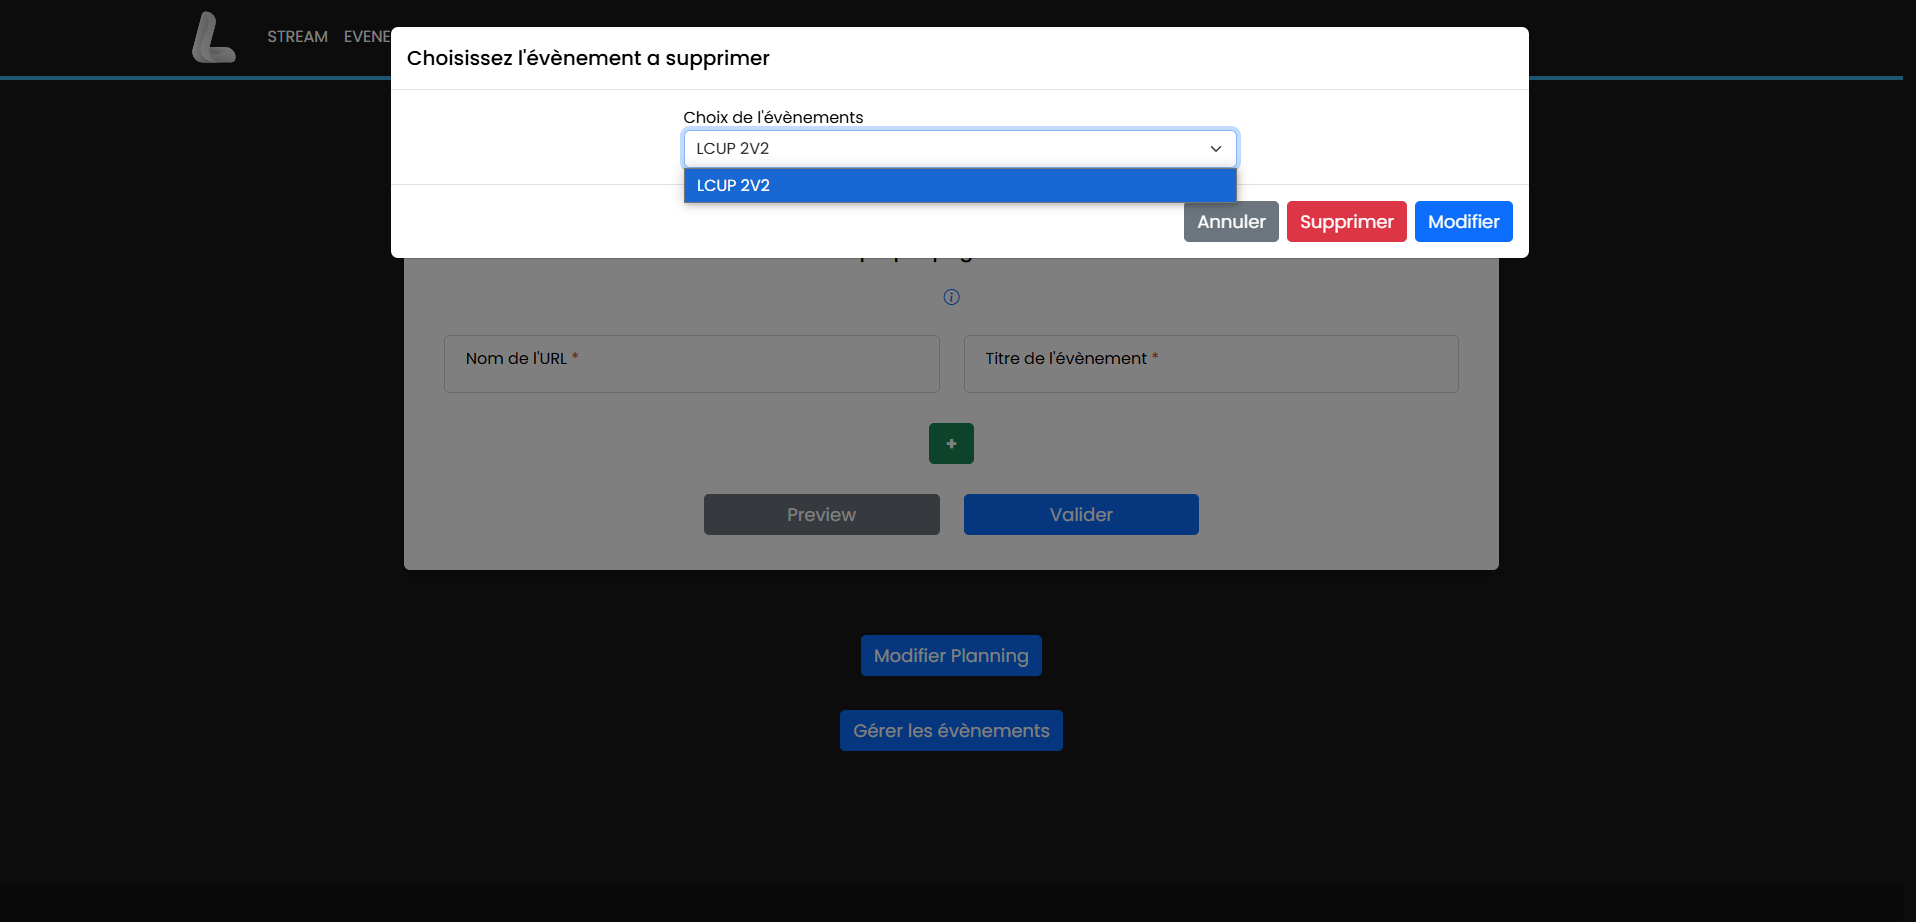 STREAM EVENE
Choisissez l'évènement a supprimer
Choix de l'évènements
LCUP 2V2
LCUP 2V2
Annuler Supprimer Modifier
Nom de l'URL * Titre de l'évènement *
+
Preview Valider
Modifier Planning
Gérer les évènements